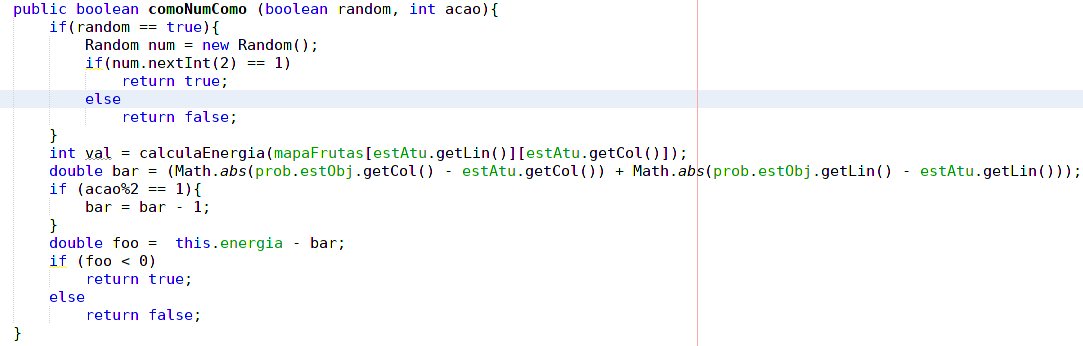 public boolean comoNumComo (boolean random, int acao){
if(random == true){
Random num = new Random();
if(num.nextInt(2) == 1)
return true;
else
return false;
}
int val = calculaEnergia(mapaFrutas[estAtu.getLin()][estAtu.getCol()]);
double bar = (Math.abs(prob.estObj.getCol() - estAtu.getCol()) + Math.abs(prob.estObj.getLin() - estAtu.getLin()));
if (acao%2 == 1){
bar = bar - 1;
}
double foo =  this.energia - bar;
if (foo < 0)
return true;
else
return false;
}